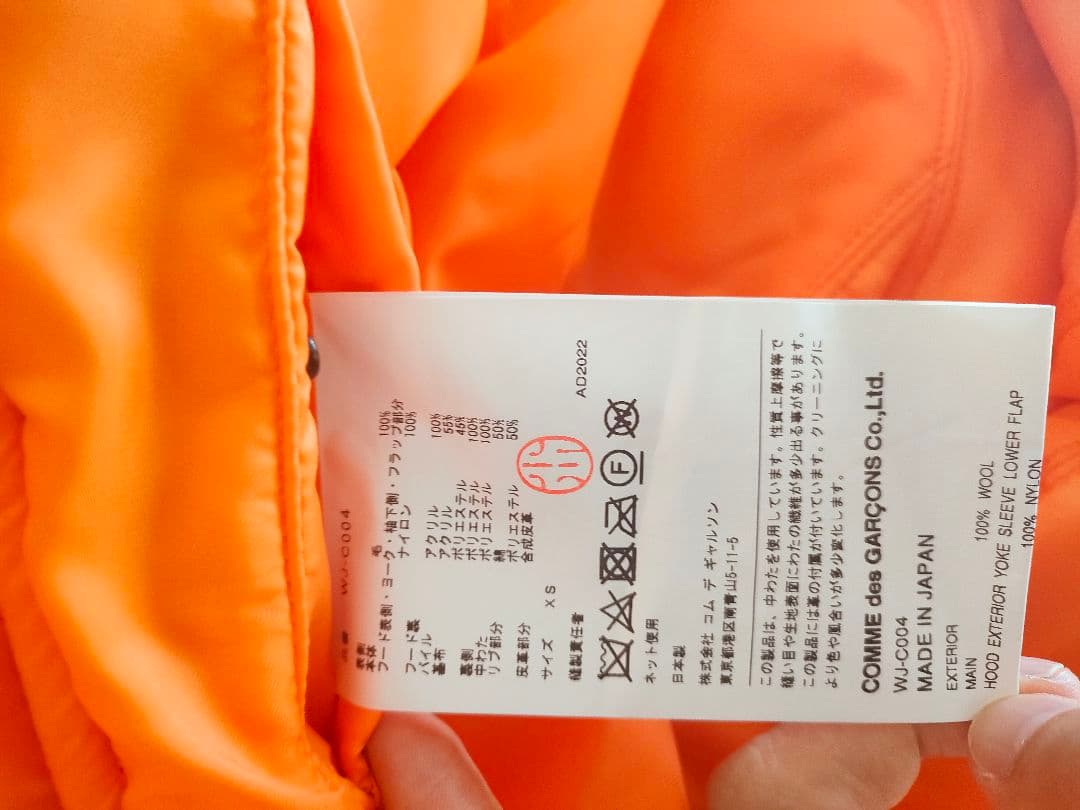 品番 WJ-C004
表側
本体 毛 100%
フード表側・ヨーク・袖下側・フラップ部分
ナイロン 100%
フード裏
パイル アクリル 100%
基布 アクリル 55%
ポリエステル 45%
裏側 ポリエステル 100%
中わた ポリエステル 100%
リブ部分 綿 50%
ポリエステル 50%
皮革部分 合成皮革
サイズ XS
AD2022
縫製責任者
F
W
ネット使用
日本製
株式会社 コム デ ギャルソン
東京都港区南青山5-11-5
この製品は、中わたを使用しています。性質上摩擦等で
縫い目や生地表面にわたの繊維が多少出る事があります。
この製品には革の付属が付いています。クリーニングに
より色や風合いが多少変化します。
COMME des GARÇONS Co.,Ltd.
WJ-C004
MADE IN JAPAN
EXTERIOR
MAIN 100% WOOL
HOOD EXTERIOR YOKE SLEEVE LOWER FLAP
100% NYLON